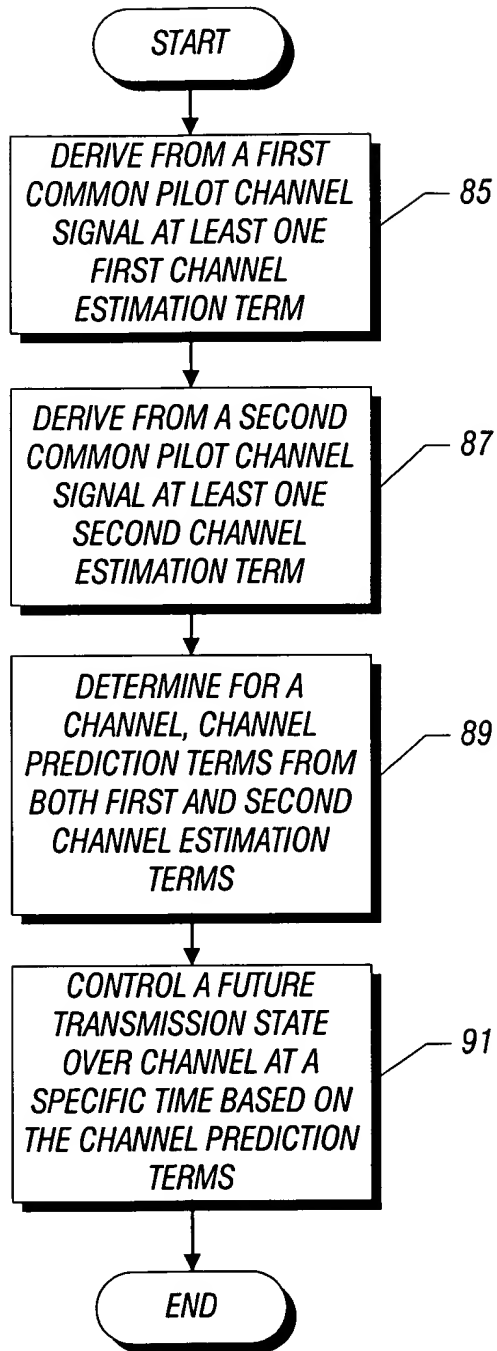 START
DERIVE FROM A FIRST
COMMON PILOT CHANNEL
SIGNAL AT LEAST ONE
FIRST CHANNEL
ESTIMATION TERM
85
DERIVE FROM A SECOND
COMMON PILOT CHANNEL
SIGNAL AT LEAST ONE
SECOND CHANNEL
ESTIMATION TERM
87
DETERMINE FOR A
CHANNEL, CHANNEL
PREDICTION TERMS FROM
BOTH FIRST AND SECOND
CHANNEL ESTIMATION
TERMS
89
CONTROL A FUTURE
TRANSMISSION STATE
OVER CHANNEL AT A
SPECIFIC TIME BASED ON
THE CHANNEL PREDICTION
TERMS
91
END